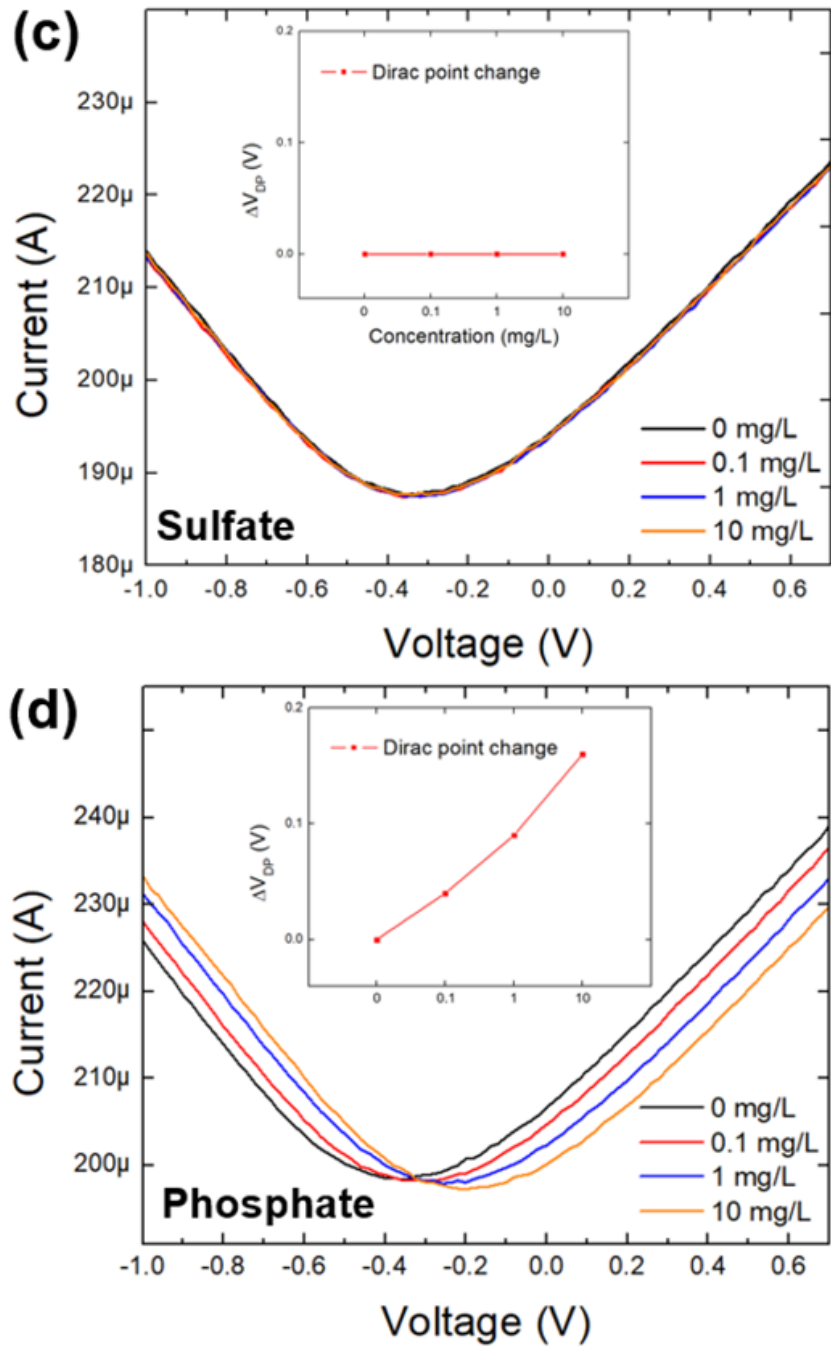 (c)
230μ
220μ
210μ
200μ
190μ
180μ
Current (A)
0.2
0.1
0.0
ΔV_DP (V)
Dirac point change
0 0.1 1 10
Concentration (mg/L)
0 mg/L
0.1 mg/L
1 mg/L
10 mg/L
Sulfate
-1.0 -0.8 -0.6 -0.4 -0.2 0.0 0.2 0.4 0.6
Voltage (V)
(d)
240μ
230μ
220μ
210μ
200μ
Current (A)
0.2
0.1
0.0
ΔV_DP (V)
Dirac point change
0 0.1 1 10
0 mg/L
0.1 mg/L
1 mg/L
10 mg/L
Phosphate
-1.0 -0.8 -0.6 -0.4 -0.2 0.0 0.2 0.4 0.6
Voltage (V)